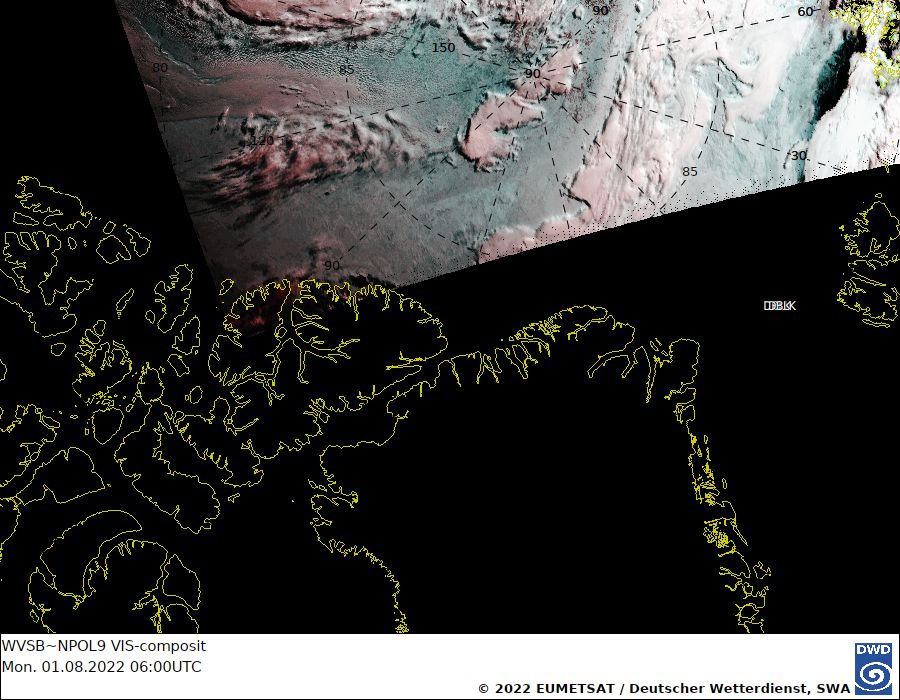 90
60
150
80
85
90
120
30
85
90
WVSB~NPOL9 VIS-composit
Mon. 01.08.2022 06:00UTC
DWD
© 2022 EUMETSAT / Deutscher Wetterdienst, SWA